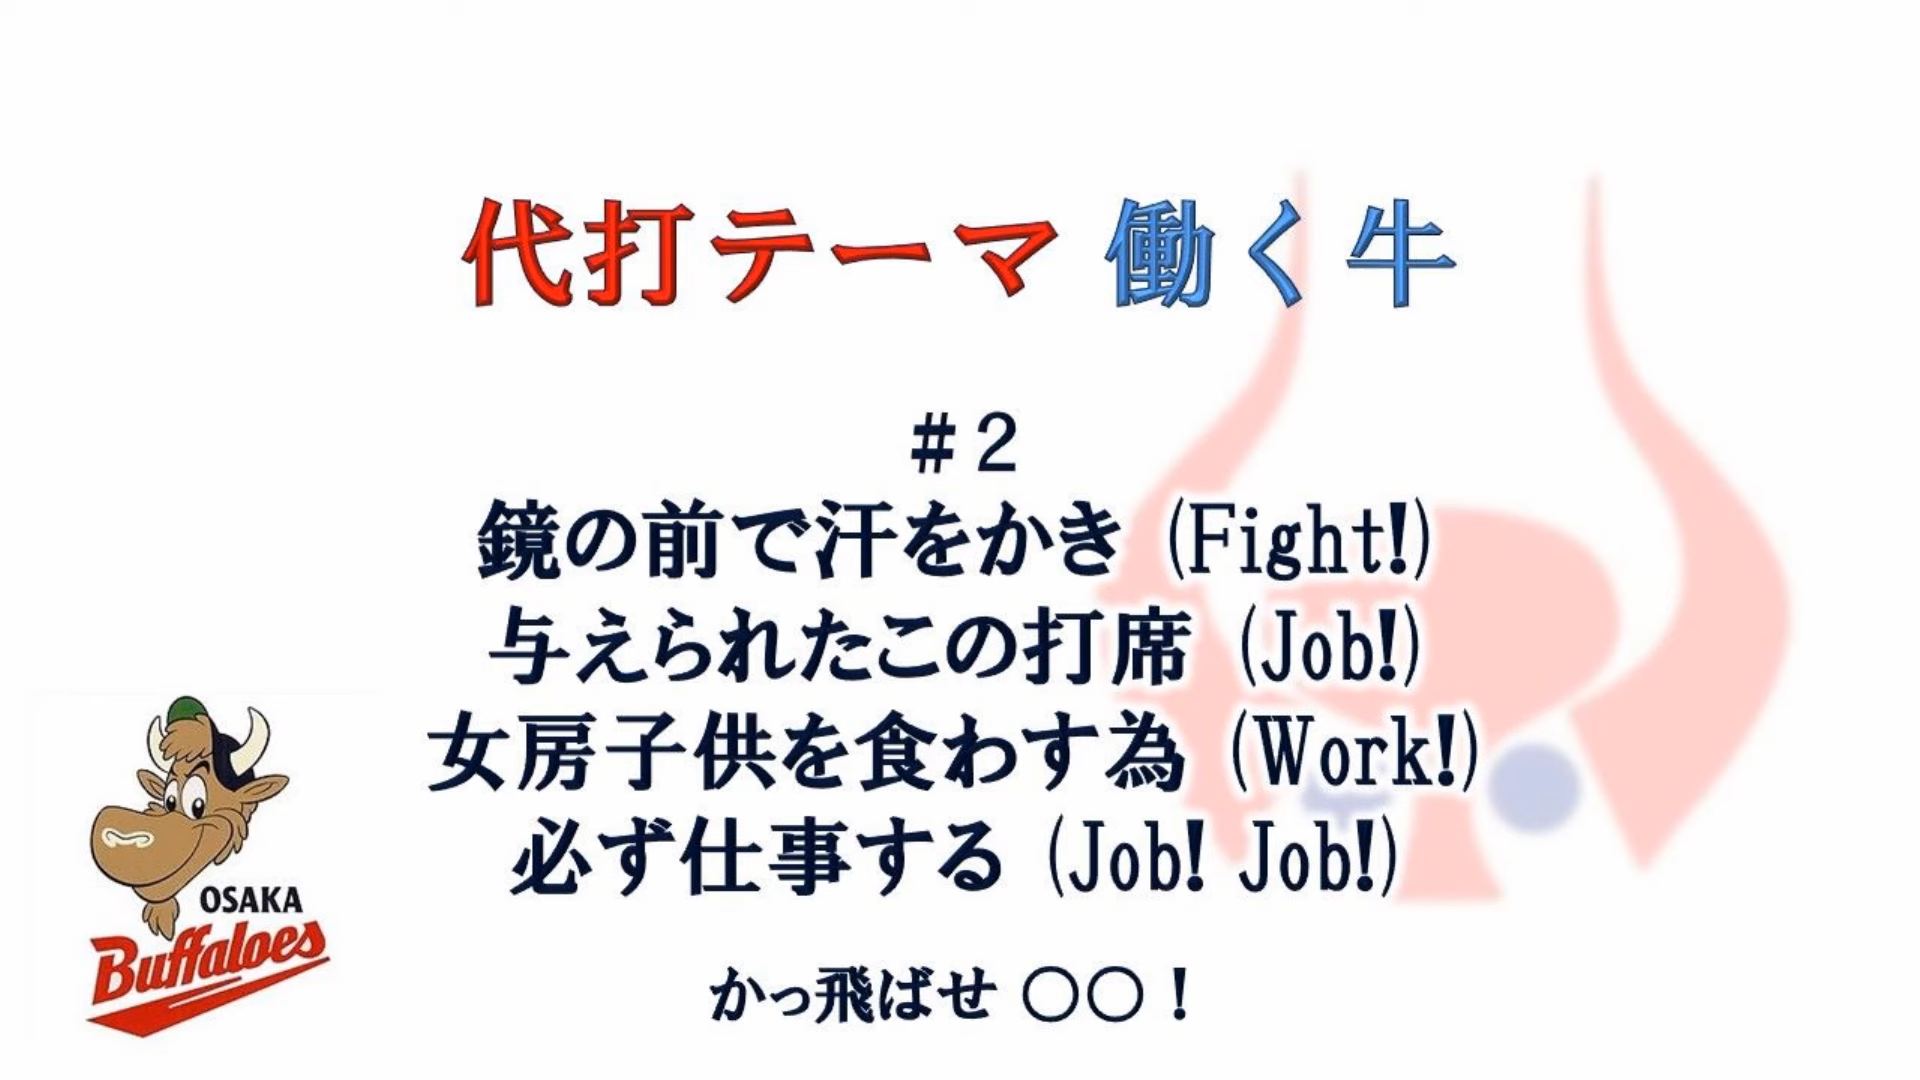 代打テーマ 働く牛
#2
鏡の前で汗をかき (Fight!)
与えられたこの打席 (Job!)
女房子供を食わす為 (Work!)
必ず仕事する (Job! Job!)
かっ飛ばせ 〇〇！
OSAKA
Buffaloes